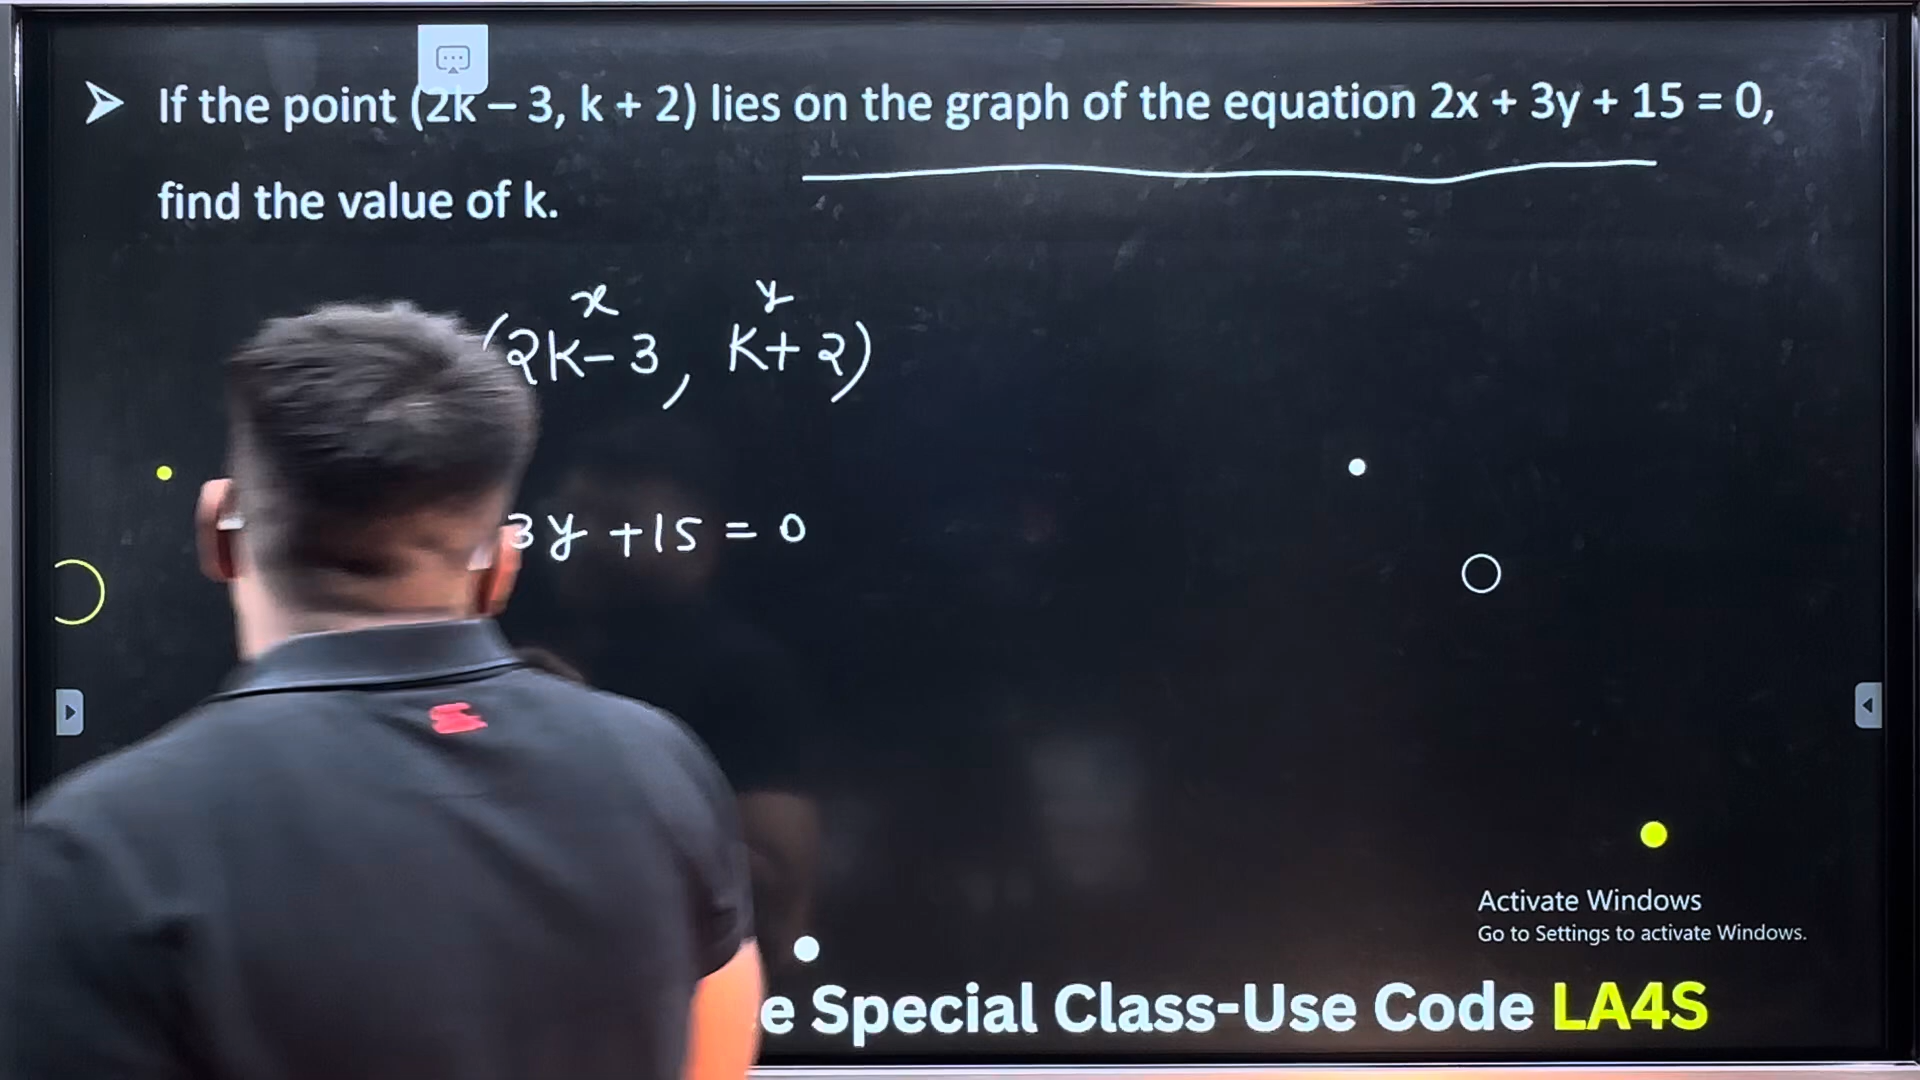 ➤ If the point (2k – 3, k + 2) lies on the graph of the equation 2x + 3y + 15 = 0,
find the value of k.
x y
(2k-3, k+2)
3y +15 = 0
Activate Windows
Go to Settings to activate Windows.
e Special Class-Use Code LA4S